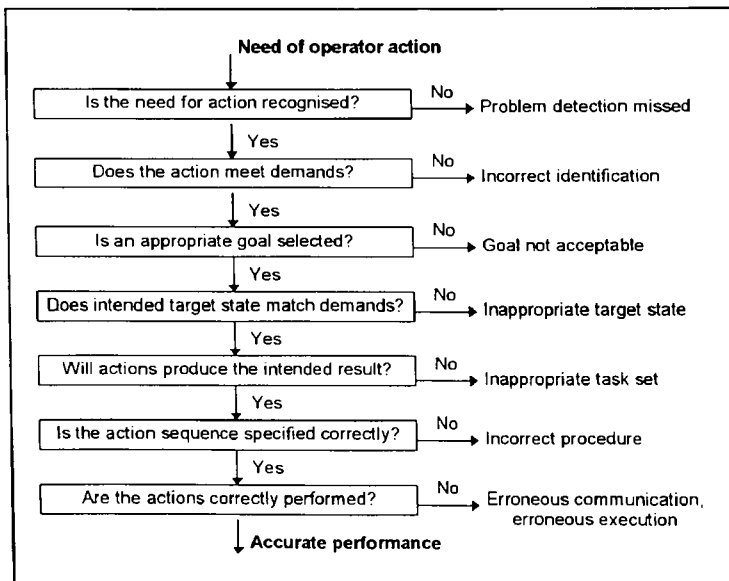 Need of operator action
Is the need for action recognised?
No
Problem detection missed
Yes
Does the action meet demands?
No
Incorrect identification
Yes
Is an appropriate goal selected?
No
Goal not acceptable
Yes
Does intended target state match demands?
No
Inappropriate target state
Yes
Will actions produce the intended result?
No
Inappropriate task set
Yes
Is the action sequence specified correctly?
No
Incorrect procedure
Yes
Are the actions correctly performed?
No
Erroneous communication,
erroneous execution
Accurate performance